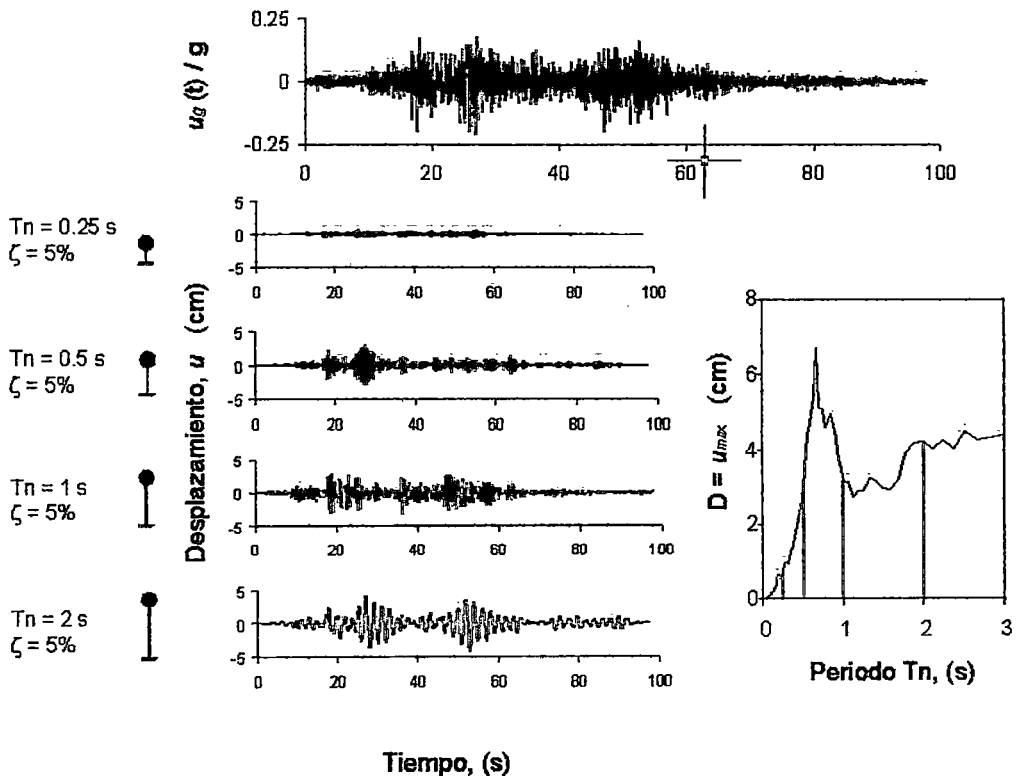 0.25
0
-0.25
u_g (t) / g
0 20 40 60 80 100
Tn = 0.25 s
ζ = 5%
5
0
-5
0 20 40 60 80 100
Tn = 0.5 s
ζ = 5%
5
0
-5
0 20 40 60 80 100
Tn = 1 s
ζ = 5%
5
0
-5
0 20 40 60 80 100
Tn = 2 s
ζ = 5%
5
0
-5
0 20 40 60 80 100
Desplazamiento, u (cm)
Tiempo, (s)
8
6
4
2
0
D = u_max (cm)
0 1 2 3
Periodo Tn, (s)